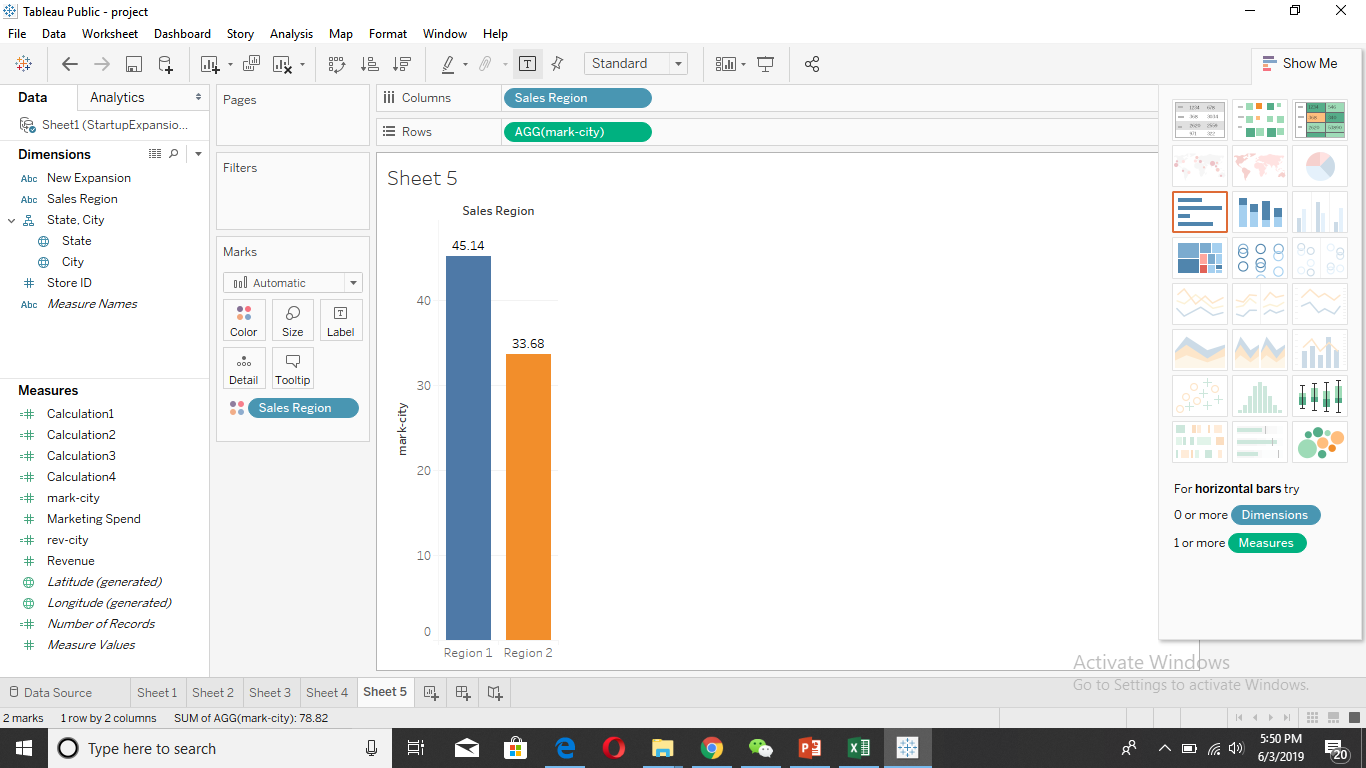 Tableau Public - project
File Data Worksheet Dashboard Story Analysis Map Format Window Help
Standard
Show Me
Data Analytics
Sheet1 (StartupExpansio...
Dimensions
Abc New Expansion
Abc Sales Region
State, City
State
City
Store ID
Abc Measure Names
Measures
Calculation1
Calculation2
Calculation3
Calculation4
mark-city
Marketing Spend
rev-city
Revenue
Latitude (generated)
Longitude (generated)
Number of Records
Measure Values
Pages
Filters
Marks
Automatic
Color Size Label
Detail Tooltip
Sales Region
Columns Sales Region
Rows AGG(mark-city)
Sheet 5
Sales Region
45.14
33.68
40
30
20
10
0
mark-city
Region 1 Region 2
For horizontal bars try
0 or more Dimensions
1 or more Measures
Activate Windows
Go to Settings to activate Windows.
Data Source Sheet 1 Sheet 2 Sheet 3 Sheet 4 Sheet 5
2 marks 1 row by 2 columns SUM of AGG(mark-city): 78.82
Type here to search
5:50 PM
6/3/2019
20